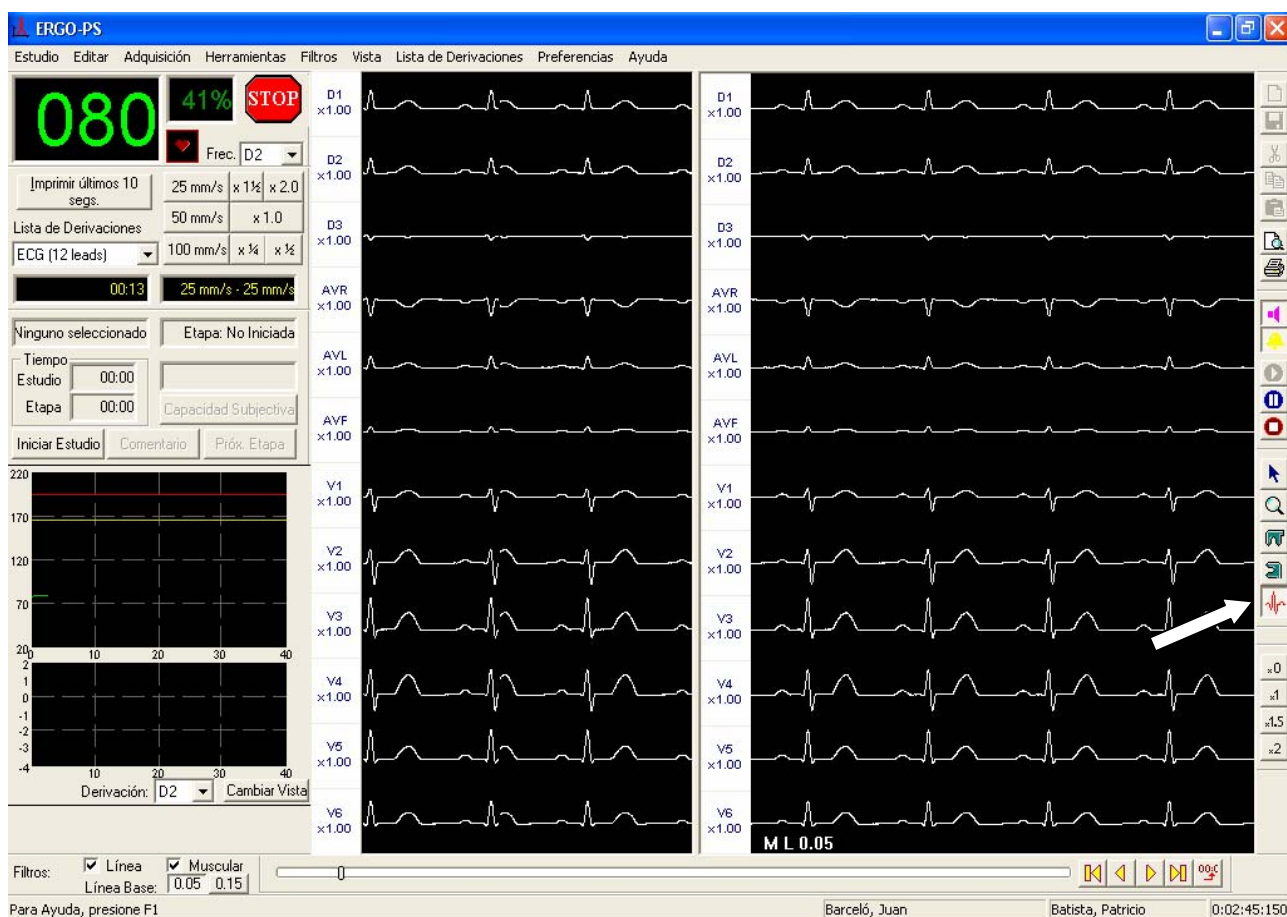 ERGO-PS
Estudio Editar Adquisición Herramientas Filtros Vista Lista de Derivaciones Preferencias Ayuda
080
41%
STOP
Frec. D2
Imprimir últimos 10
segs.
25 mm/s x 1½ x 2.0
50 mm/s x 1.0
100 mm/s x ¼ x ½
Lista de Derivaciones
ECG (12 leads)
00:13
25 mm/s - 25 mm/s
Ninguno seleccionado
Etapa: No Iniciada
Tiempo
Estudio 00:00
Etapa 00:00
Capacidad Subjectiva
Iniciar Estudio Comentario Próx. Etapa
220
170
120
70
20
0 10 20 30 40
2
1
0
-1
-2
-3
-4
10 20 30 40
Derivación: D2 Cambiar Vista
D1
x1.00
D2
x1.00
D3
x1.00
AVR
x1.00
AVL
x1.00
AVF
x1.00
V1
x1.00
V2
x1.00
V3
x1.00
V4
x1.00
V5
x1.00
V6
x1.00
D1
x1.00
D2
x1.00
D3
x1.00
AVR
x1.00
AVL
x1.00
AVF
x1.00
V1
x1.00
V2
x1.00
V3
x1.00
V4
x1.00
V5
x1.00
V6
x1.00
M L 0.05
x0
x1
x1.5
x2
Filtros: Línea Muscular
Línea Base: 0.05 0.15
Para Ayuda, presione F1
Barceló, Juan
Batista, Patricio
0:02:45:150